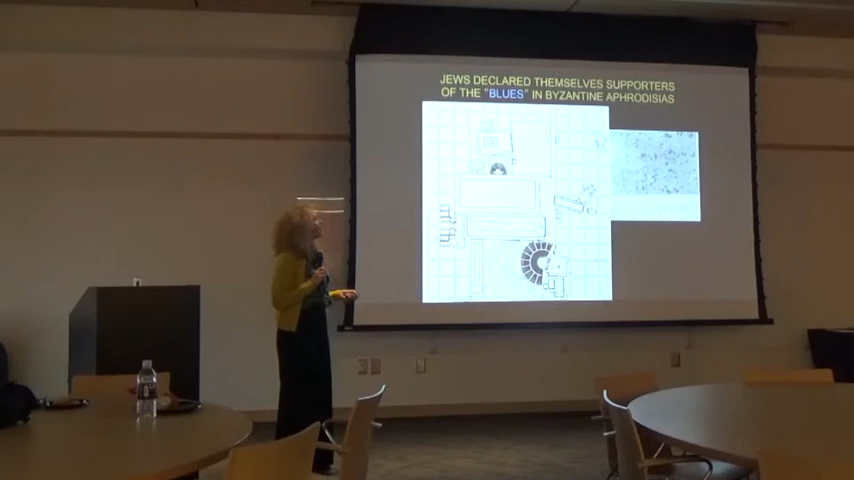 JEWS DECLARED THEMSELVES SUPPORTERS
OF THE "BLUES" IN BYZANTINE APHRODISIAS